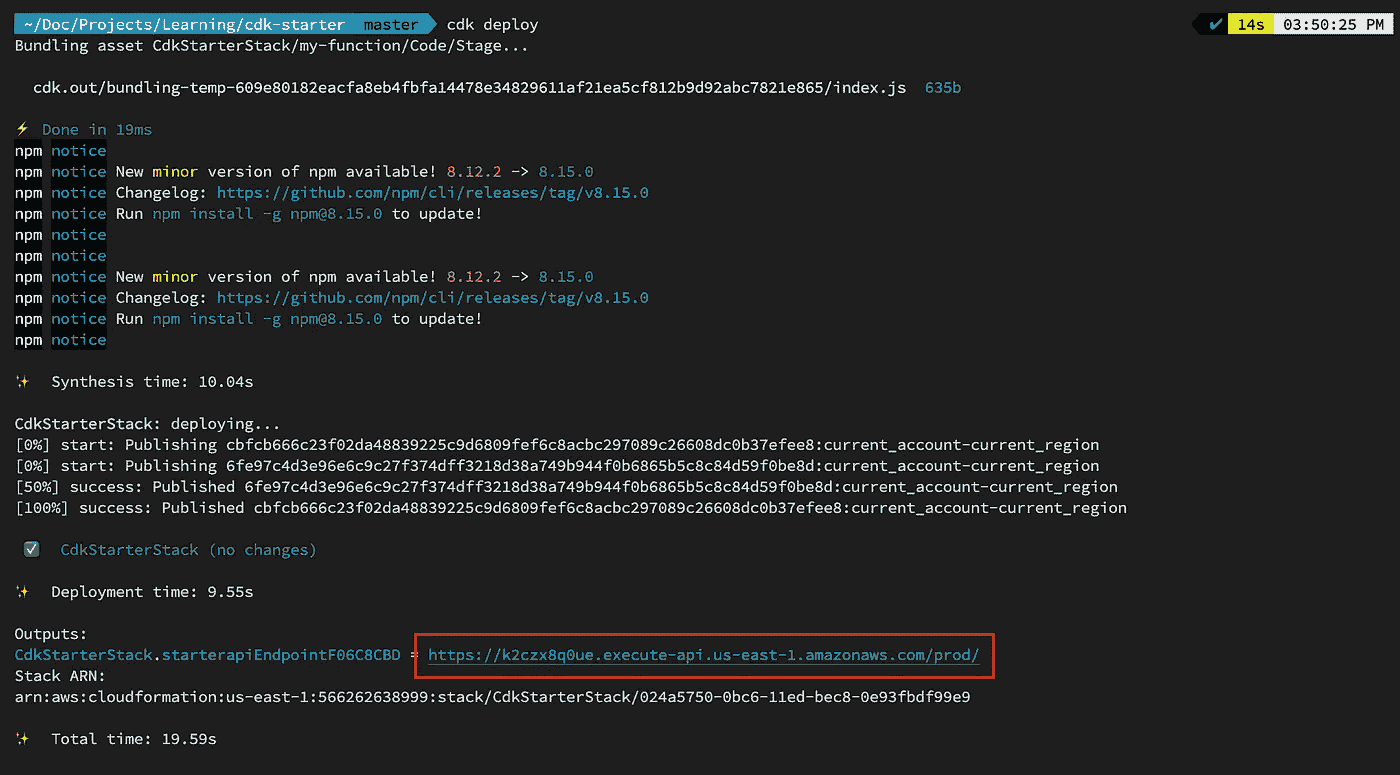 ~/Doc/Projects/Learning/cdk-starter master cdk deploy ✔ 14s 03:50:25 PM
Bundling asset CdkStarterStack/my-function/Code/Stage...
cdk.out/bundling-temp-609e80182eacfa8eb4fbfa14478e34829611af21ea5cf812b9d92abc7821e865/index.js 635b
⚡ Done in 19ms
npm notice
npm notice New minor version of npm available! 8.12.2 -> 8.15.0
npm notice Changelog: https://github.com/npm/cli/releases/tag/v8.15.0
npm notice Run npm install -g npm@8.15.0 to update!
npm notice
npm notice
npm notice New minor version of npm available! 8.12.2 -> 8.15.0
npm notice Changelog: https://github.com/npm/cli/releases/tag/v8.15.0
npm notice Run npm install -g npm@8.15.0 to update!
npm notice
✨ Synthesis time: 10.04s
CdkStarterStack: deploying...
[0%] start: Publishing cbfcb666c23f02da48839225c9d6809fef6c8acbc297089c26608dc0b37efee8:current_account-current_region
[0%] start: Publishing 6fe97c4d3e96e6c9c27f374dff3218d38a749b944f0b6865b5c8c84d59f0be8d:current_account-current_region
[50%] success: Published 6fe97c4d3e96e6c9c27f374dff3218d38a749b944f0b6865b5c8c84d59f0be8d:current_account-current_region
[100%] success: Published cbfcb666c23f02da48839225c9d6809fef6c8acbc297089c26608dc0b37efee8:current_account-current_region
✅ CdkStarterStack (no changes)
✨ Deployment time: 9.55s
Outputs:
CdkStarterStack.starterapiEndpointF06C8CBD = https://k2czx8q0ue.execute-api.us-east-1.amazonaws.com/prod/
Stack ARN:
arn:aws:cloudformation:us-east-1:566262638999:stack/CdkStarterStack/024a5750-0bc6-11ed-bec8-0e93fbdf99e9
✨ Total time: 19.59s